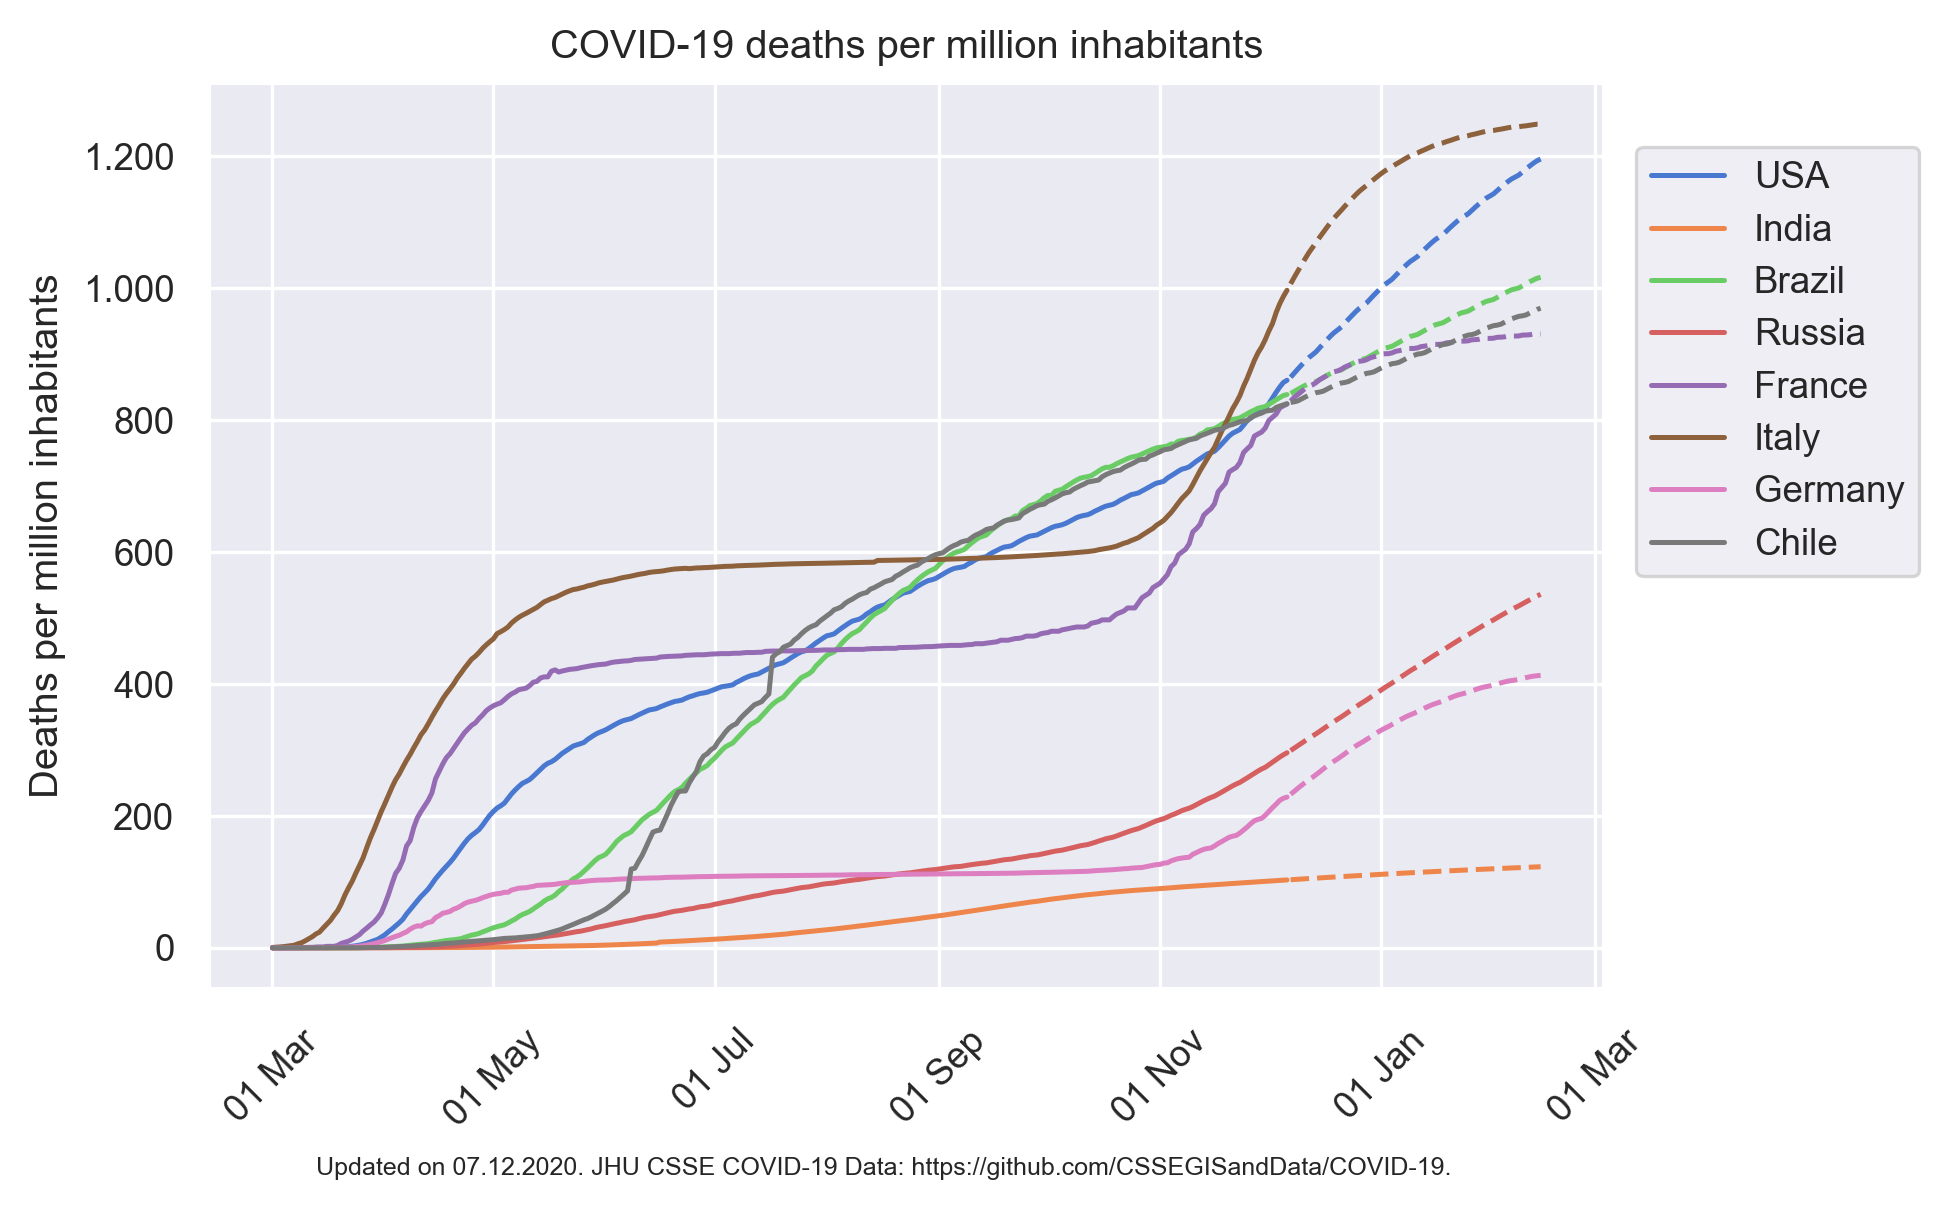 COVID-19 deaths per million inhabitants
Deaths per million inhabitants
1.200
1.000
800
600
400
200
0
01 Mar
01 May
01 Jul
01 Sep
01 Nov
01 Jan
01 Mar
USA
India
Brazil
Russia
France
Italy
Germany
Chile
Updated on 07.12.2020. JHU CSSE COVID-19 Data: https://github.com/CSSEGISandData/COVID-19.